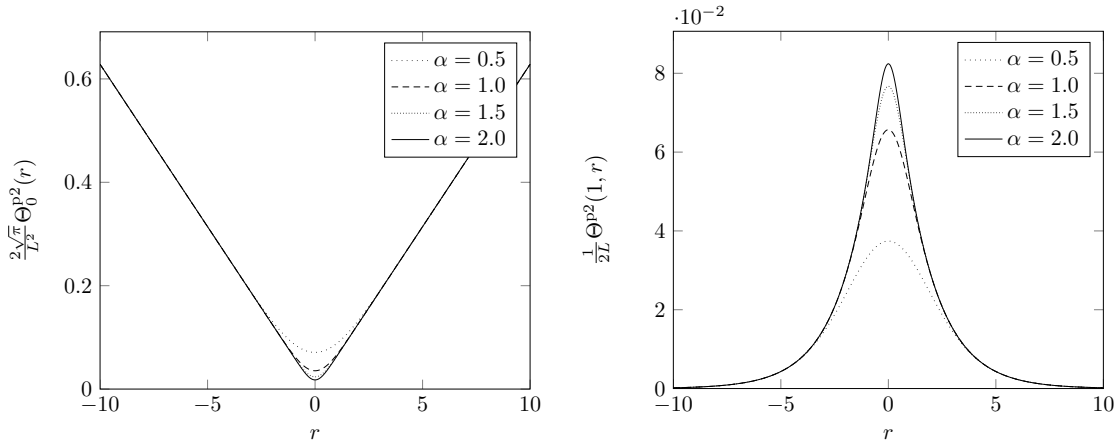 0.6
0.4
0.2
0
−10
−5
0
5
10
r
2√π/L² Θ₀^{p2}(r)
α = 0.5
α = 1.0
α = 1.5
α = 2.0
·10⁻²
8
6
4
2
0
−10
−5
0
5
10
r
1/2L Θ^{p2}(1, r)
α = 0.5
α = 1.0
α = 1.5
α = 2.0